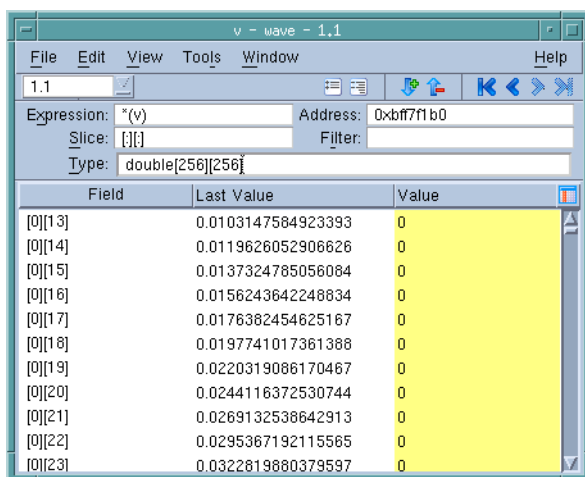 v - wave - 1.1
File Edit View Tools Window Help
1.1
Expression: *(v) Address: 0xbff7f1b0
Slice: [:][:] Filter:
Type: double[256][256]
Field Last Value Value
[0][13] 0.0103147584923393 0
[0][14] 0.0119626052906626 0
[0][15] 0.0137324785056084 0
[0][16] 0.0156243642248834 0
[0][17] 0.0176382454625167 0
[0][18] 0.0197741017361388 0
[0][19] 0.0220319086170467 0
[0][20] 0.0244116372530744 0
[0][21] 0.0269132538642913 0
[0][22] 0.0295367192115565 0
[0][23] 0.0322819880379597 0